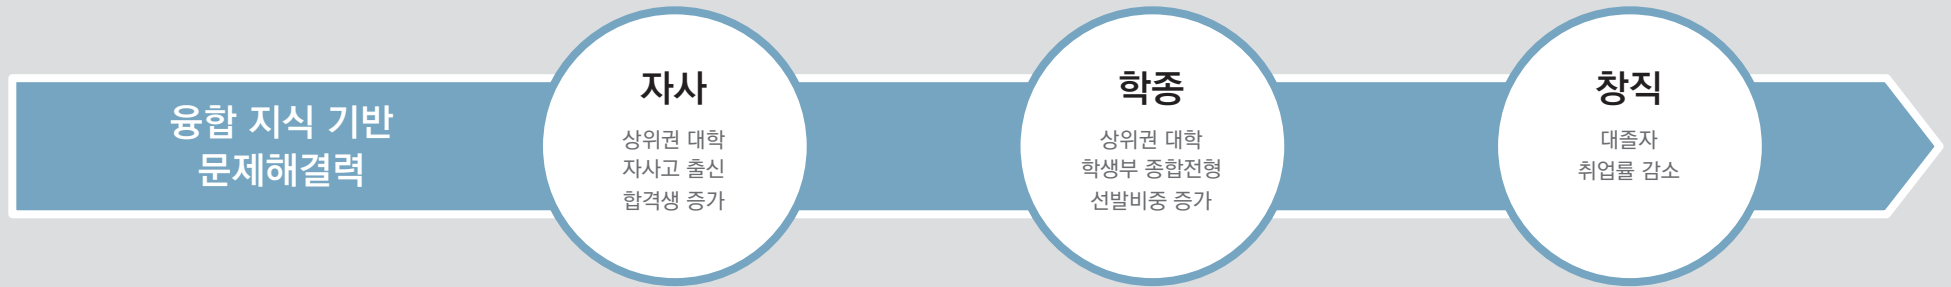 융합 지식 기반
문제해결력
자사
상위권 대학
자사고 출신
합격생 증가
학종
상위권 대학
학생부 종합전형
선발비중 증가
창직
대졸자
취업률 감소